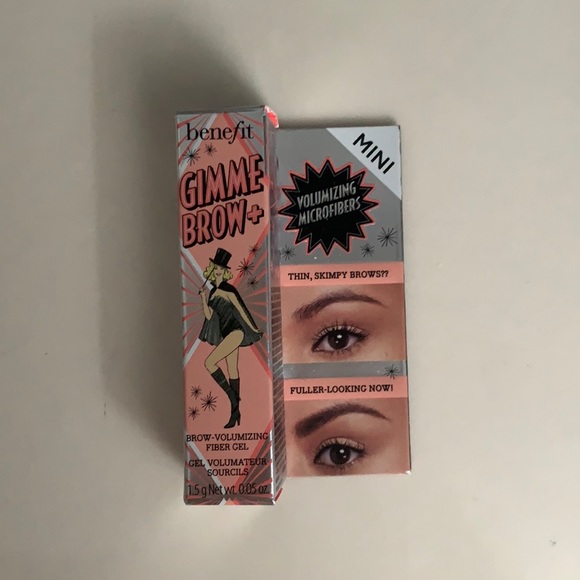 benefit
GIMME
BROW+
BROW-VOLUMIZING
FIBER GEL
GEL VOLUMATEUR
SOURCILS
1.5 g Net wt. 0.05 oz.
MINI
VOLUMIZING
MICROFIBERS
THIN, SKIMPY BROWS??
FULLER-LOOKING NOW!